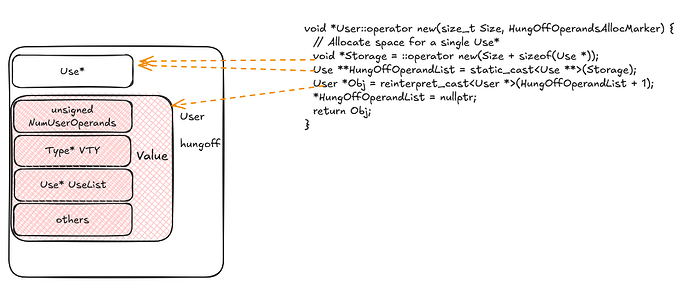 void *User::operator new(size_t Size, HungOffOperandsAllocMarker) {
// Allocate space for a single Use*
void *Storage = ::operator new(Size + sizeof(Use *));
Use **HungOffOperandList = static_cast<Use **>(Storage);
User *Obj = reinterpret_cast<User *>(HungOffOperandList + 1);
*HungOffOperandList = nullptr;
return Obj;
}
Use*
unsigned
NumUserOperands
Type* VTY
Use* UseList
others
Value
User
hungoff